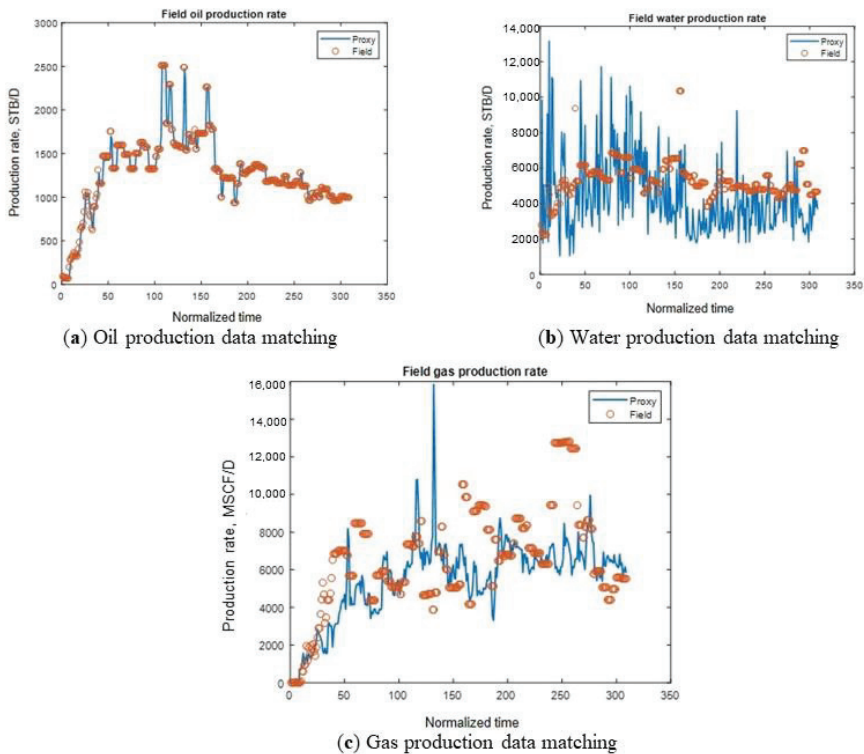 Field oil production rate
3000
2500
2000
1500
1000
500
0
0 50 100 150 200 250 300 350
Production rate, STB/D
Normalized time
Proxy
Field
(a) Oil production data matching
Field water production rate
14,000
12,000
10,000
8000
6000
4000
2000
0
0 50 100 150 200 250 300 350
Production rate, STB/D
Normalized time
Proxy
Field
(b) Water production data matching
Field gas production rate
16,000
14,000
12,000
10,000
8000
6000
4000
2000
0
0 50 100 150 200 250 300 350
Production rate, MSCF/D
Normalized time
Proxy
Field
(c) Gas production data matching